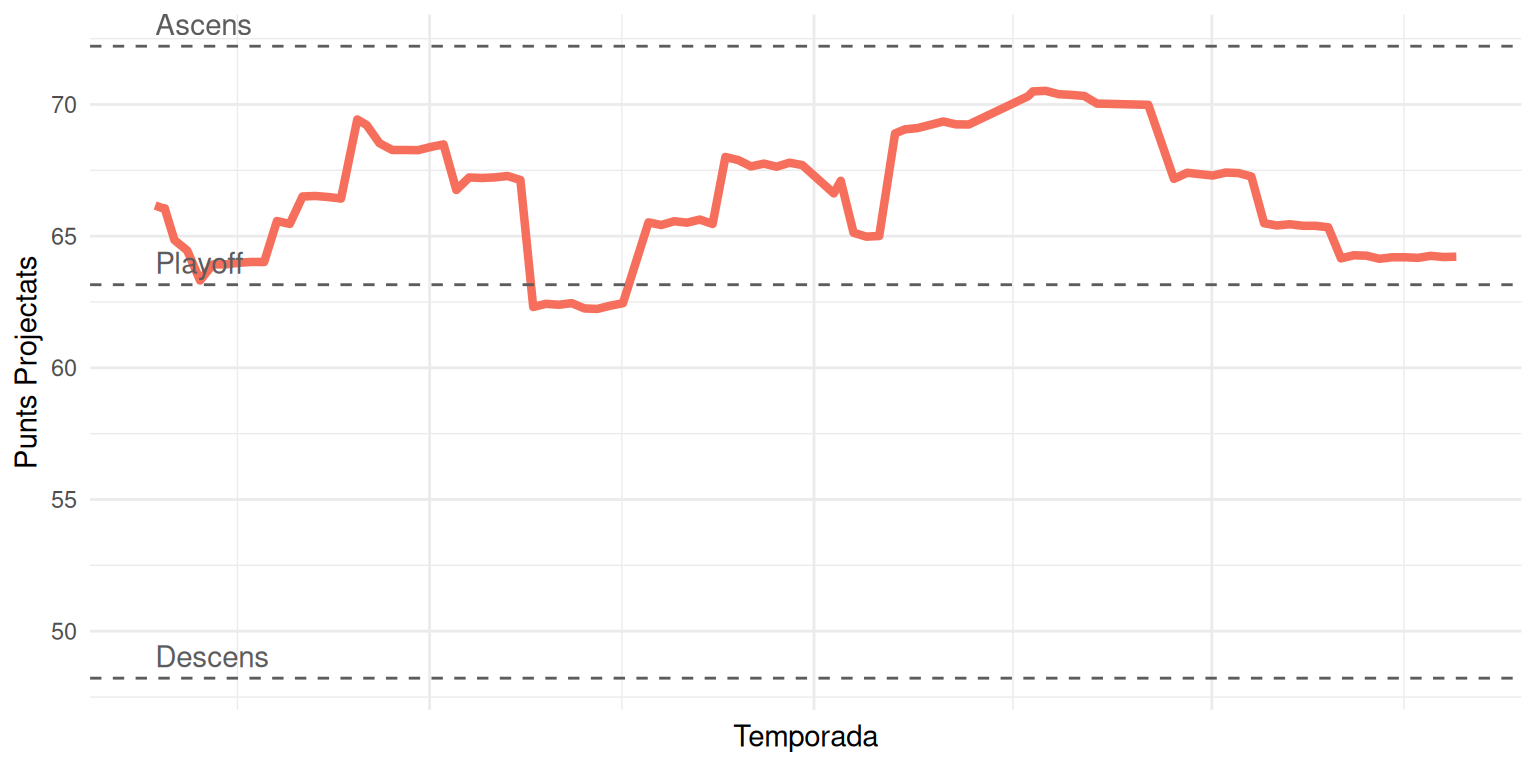 Ascens
70
65
Playoff
60
55
50
Descens
Punts Projectats
Temporada